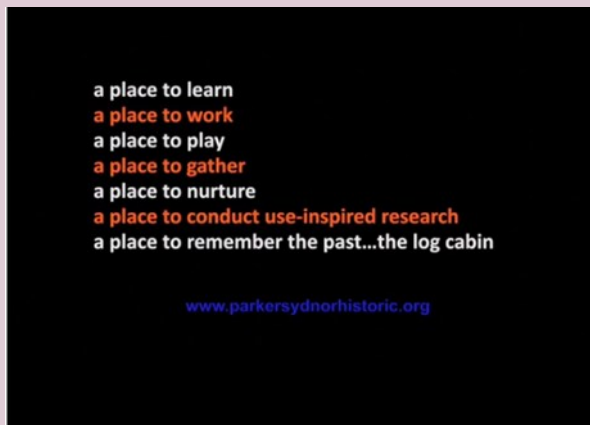 a place to learn
a place to work
a place to play
a place to gather
a place to nurture
a place to conduct use-inspired research
a place to remember the past...the log cabin
www.parkersydnorhistoric.org